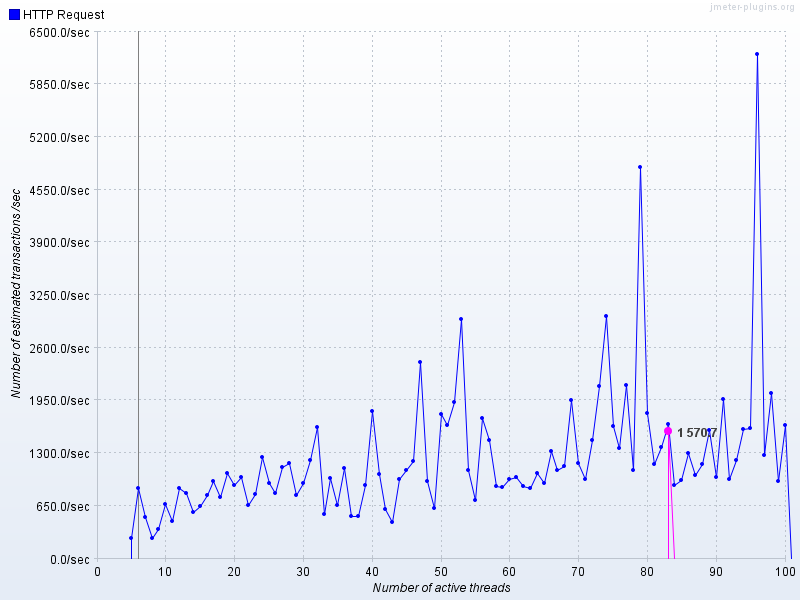 jmeter-plugins.org
HTTP Request
6500.0/sec
5850.0/sec
5200.0/sec
4550.0/sec
3900.0/sec
3250.0/sec
2600.0/sec
1950.0/sec
1300.0/sec
650.0/sec
0.0/sec
Number of estimated transactions /sec
0 10 20 30 40 50 60 70 80 90 100
Number of active threads